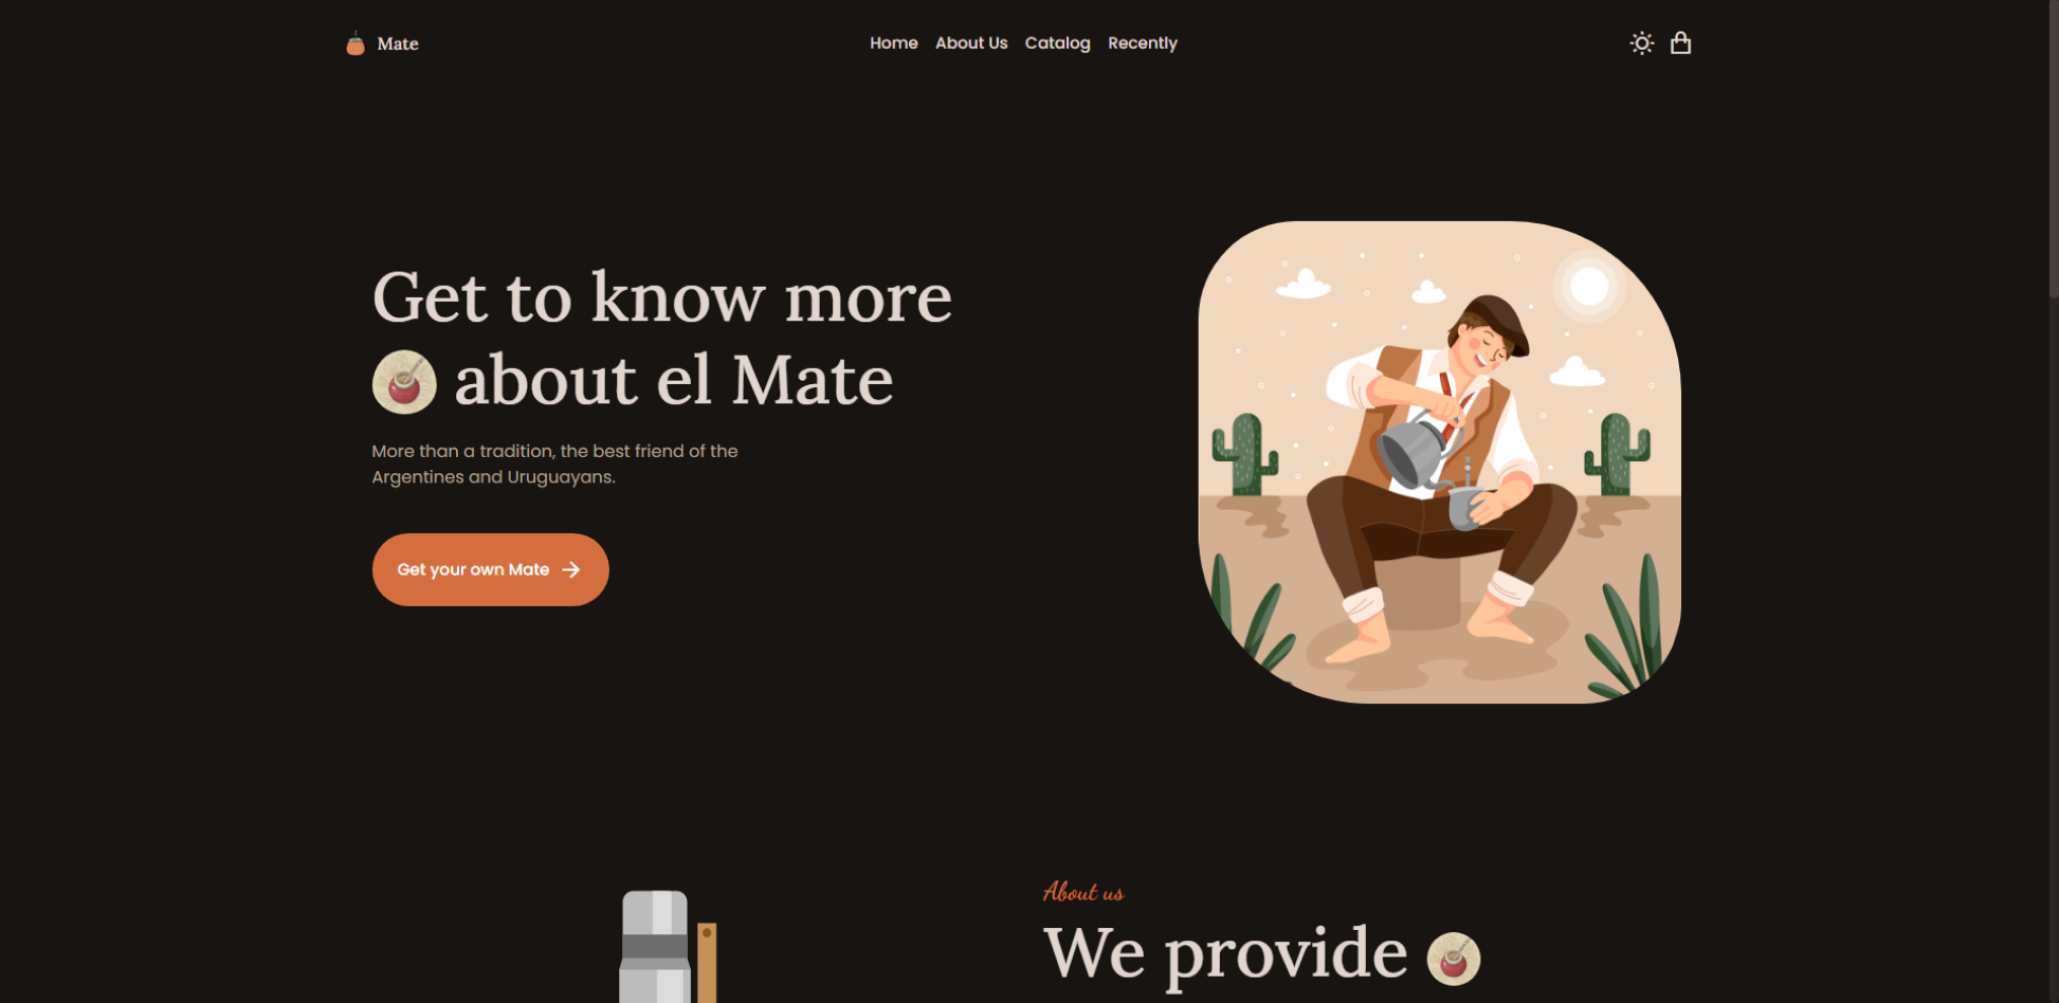 Mate
Home About Us Catalog Recently
Get to know more
about el Mate
More than a tradition, the best friend of the
Argentines and Uruguayans.
Get your own Mate
About us
We provide